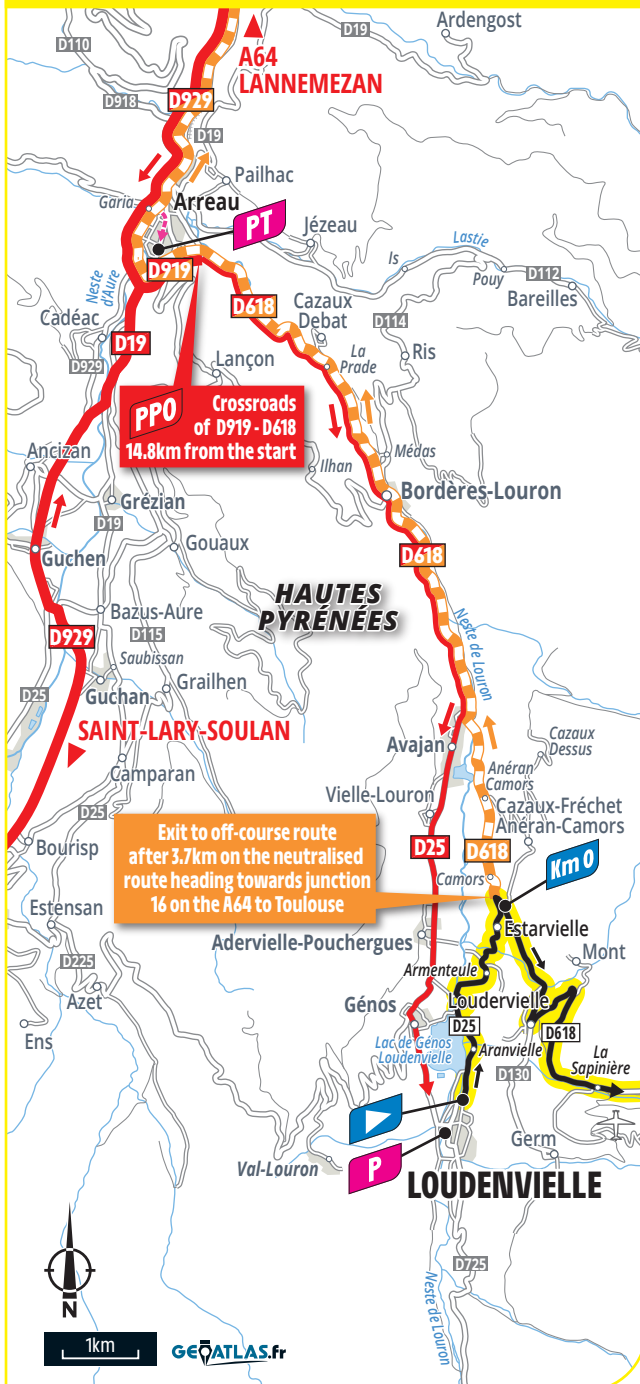 Ardengost
D19
D110
A64
LANNEMEZAN
D918
D929
D19
Pailhac
Garia
Arreau
PT
Jézeau
Lastie
Is
Pouy
D112
Bareilles
D919
Neste
d'Aure
D618
Cazaux
Debat
D114
Cadéac
D19
D929
Lançon
La
Prade
Ris
PPO
Crossroads
of D919 - D618
14.8km from the start
Ancizan
Ilhan
Médas
Bordères-Louron
Grézian
D19
Gouaux
Guchen
D618
HAUTES
PYRÉNÉES
Bazus-Aure
D929
D115
Neste de Louron
Saubissan
Guchan
Grailhen
D25
SAINT-LARY-SOULAN
Avajan
Cazaux
Dessus
Camparan
Anéran
Camors
Vielle-Louron
Cazaux-Fréchet
Anéran-Camors
D25
Exit to off-course route
after 3.7km on the neutralised
route heading towards junction
16 on the A64 to Toulouse
Bourisp
D25
D618
Km 0
Camors
Estensan
Estarvielle
Adervielle-Pouchergues
Mont
D225
Armenteule
Azet
Génos
Loudervielle
D25
D618
Ens
Lac de Génos
Loudenvielle
Aranvielle
D130
La
Sapinière
Germ
Val-Louron
P
LOUDENVIELLE
D725
Neste de Louron
N
1km
GEOATLAS.fr